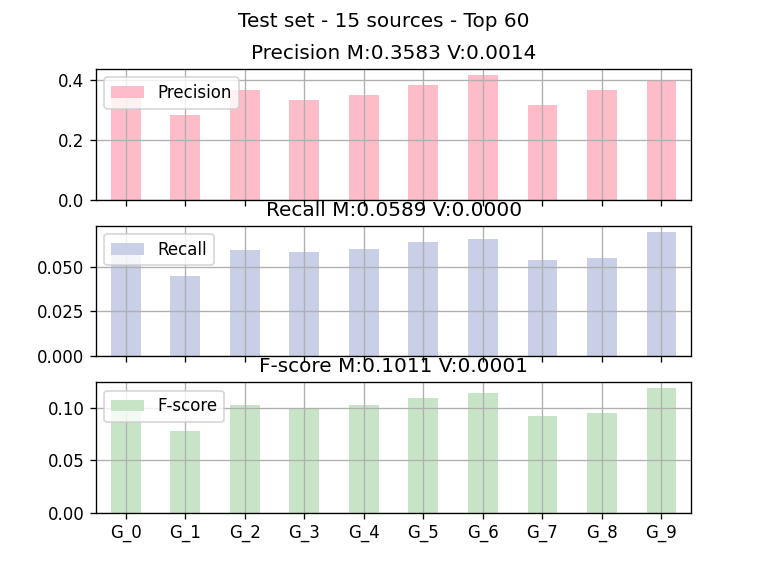 Test set - 15 sources - Top 60
Precision M:0.3583 V:0.0014
0.4
Precision
0.2
0.0
Recall M:0.0589 V:0.0000
Recall
0.050
0.025
0.000
F-score M:0.1011 V:0.0001
F-score
0.10
0.05
0.00
G_0 G_1 G_2 G_3 G_4 G_5 G_6 G_7 G_8 G_9